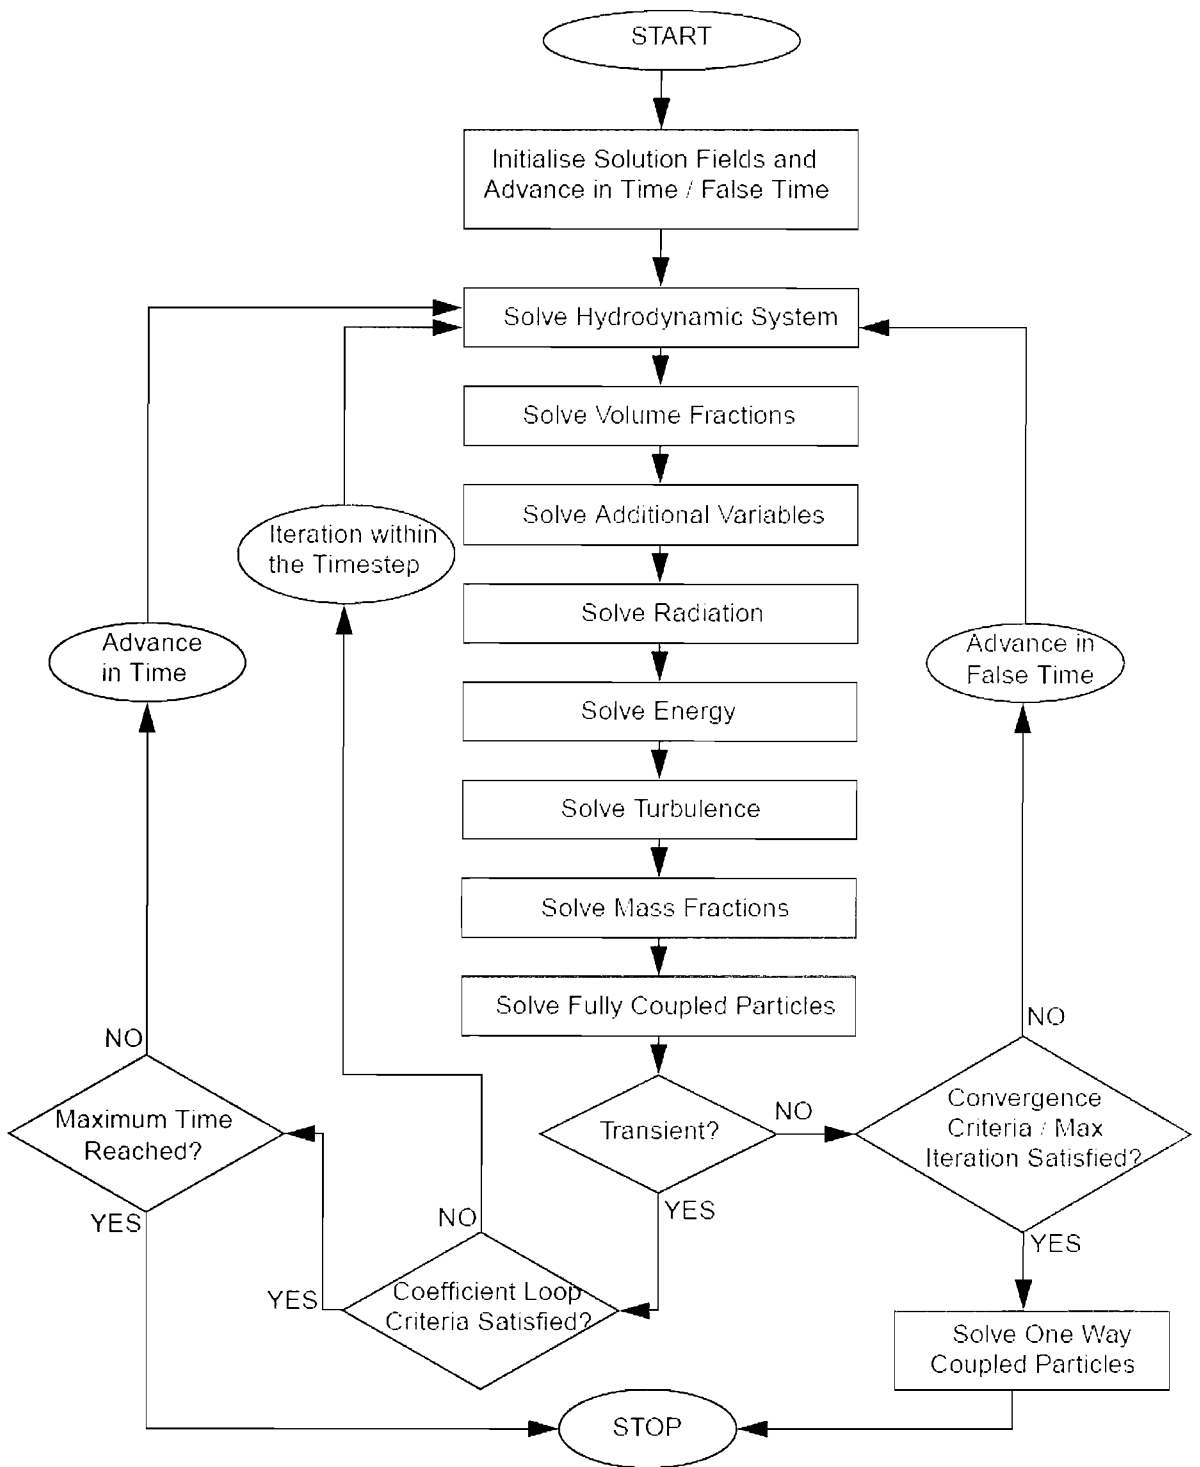 START
Initialise Solution Fields and
Advance in Time / False Time
Solve Hydrodynamic System
Solve Volume Fractions
Solve Additional Variables
Iteration within
the Timestep
Solve Radiation
Advance
in Time
Advance in
False Time
Solve Energy
Solve Turbulence
Solve Mass Fractions
Solve Fully Coupled Particles
NO
NO
Maximum Time
Reached?
Transient?
NO
Convergence
Criteria / Max
Iteration Satisfied?
YES
NO
YES
YES
YES
Coefficient Loop
Criteria Satisfied?
Solve One Way
Coupled Particles
STOP